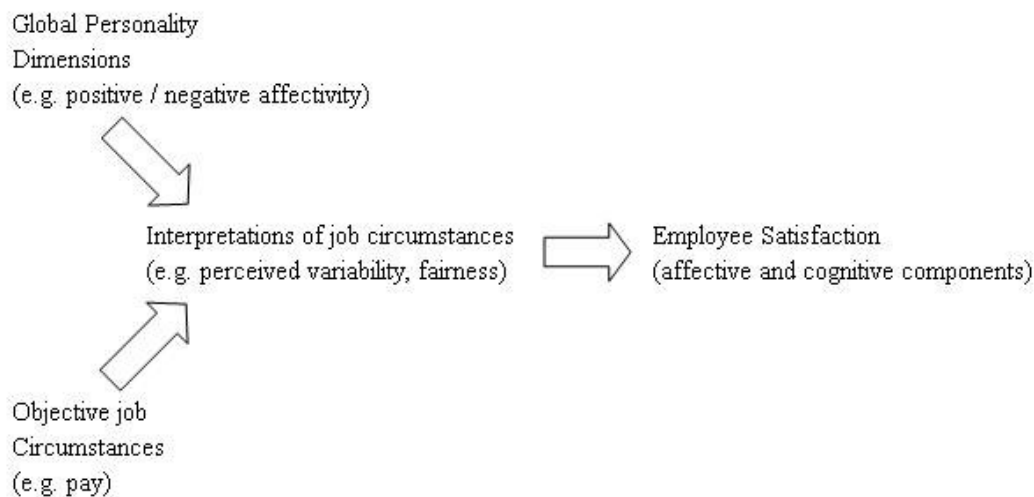 Global Personality
Dimensions
(e.g. positive / negative affectivity)
Interpretations of job circumstances
(e.g. perceived variability, fairness)
Employee Satisfaction
(affective and cognitive components)
Objective job
Circumstances
(e.g. pay)